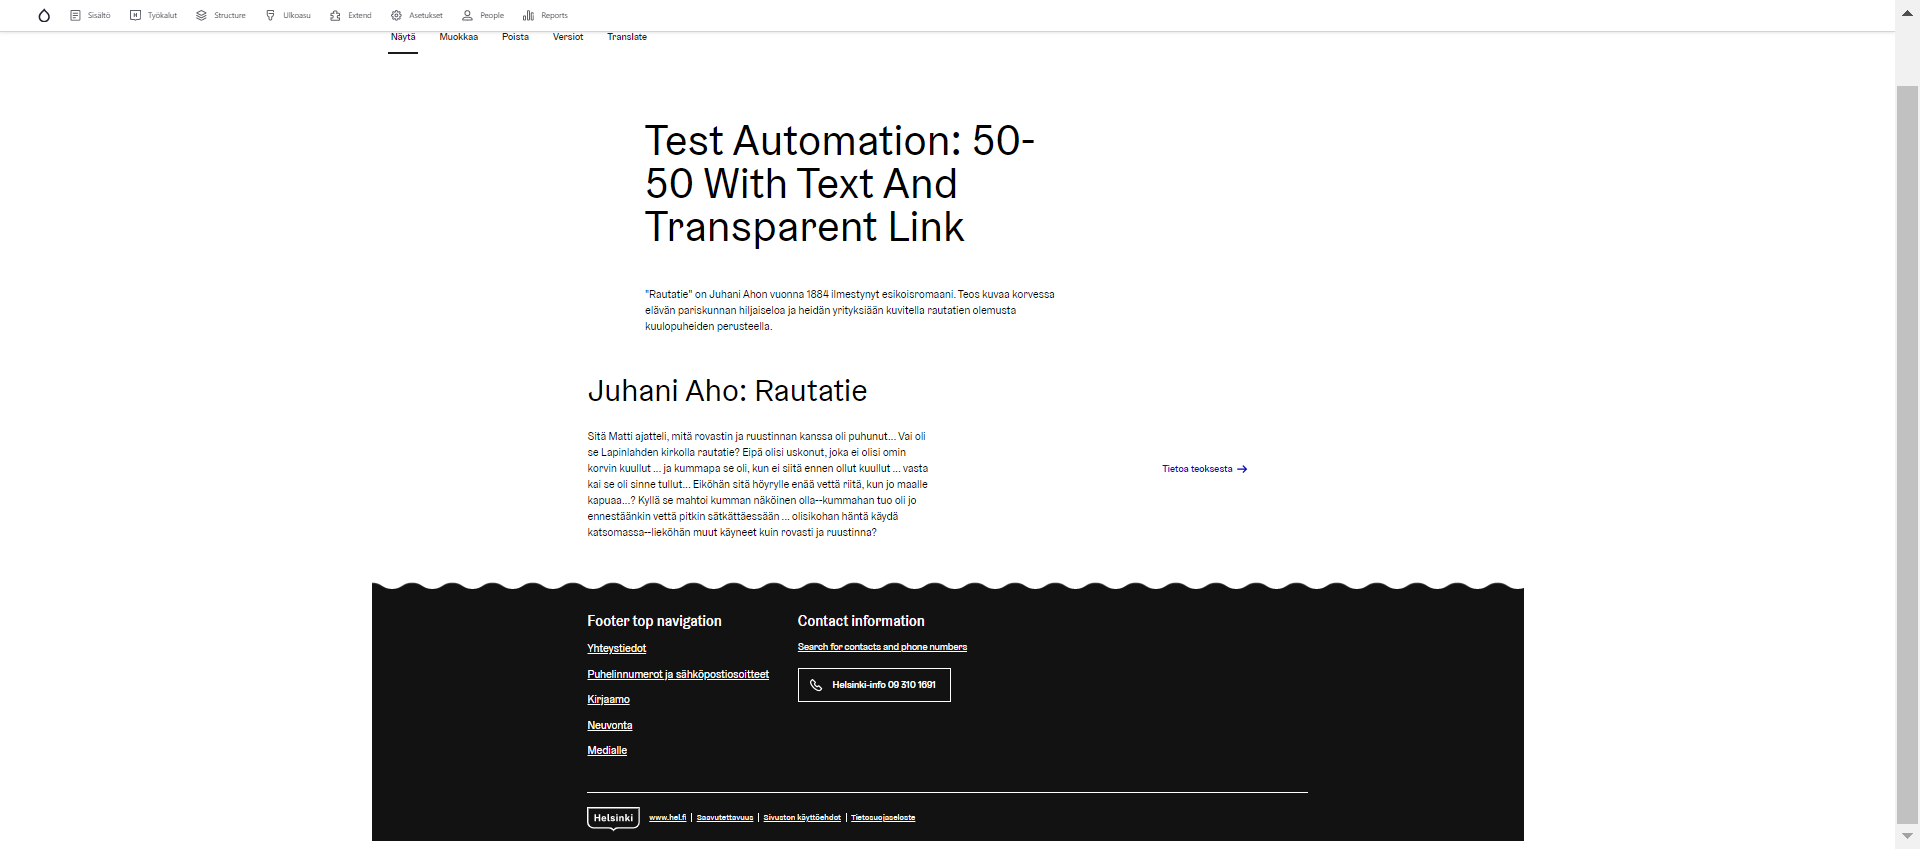 Sisältö Työkalut Structure Ulkoasu Extend Asetukset People Reports
Näytä Muokkaa Poista Versiot Translate
Test Automation: 50-
50 With Text And
Transparent Link
"Rautatie" on Juhani Ahon vuonna 1884 ilmestynyt esikoisromaani. Teos kuvaa korvessa
elävän pariskunnan hiljaiseloa ja heidän yrityksiään kuvitella rautatien olemusta
kuulopuheiden perusteella.
Juhani Aho: Rautatie
Sitä Matti ajatteli, mitä rovastin ja ruustinnan kanssa oli puhunut... Vai oli
se Lapinlahden kirkolla rautatie? Eipä olisi uskonut, joka ei olisi omin
korvin kuullut ... ja kummapa se oli, kun ei siitä ennen ollut kuullut ... vasta
kai se oli sinne tullut... Eiköhän sitä höyrylle enää vettä riitä, kun jo maalle
kapuaa...? Kyllä se mahtoi kumman näköinen olla--kummahan tuo oli jo
ennestäänkin vettä pitkin sätkättäessään ... olisikohan häntä käydä
katsomassa--lieköhän muut käyneet kuin rovasti ja ruustinna?
Tietoa teoksesta
Footer top navigation
Yhteystiedot
Puhelinnumerot ja sähköpostiosoitteet
Kirjaamo
Neuvonta
Medialle
Contact information
Search for contacts and phone numbers
Helsinki-info 09 310 1691
Helsinki www.hel.fi | Saavutettavuus | Sivuston käyttöehdot | Tietosuojaseloste